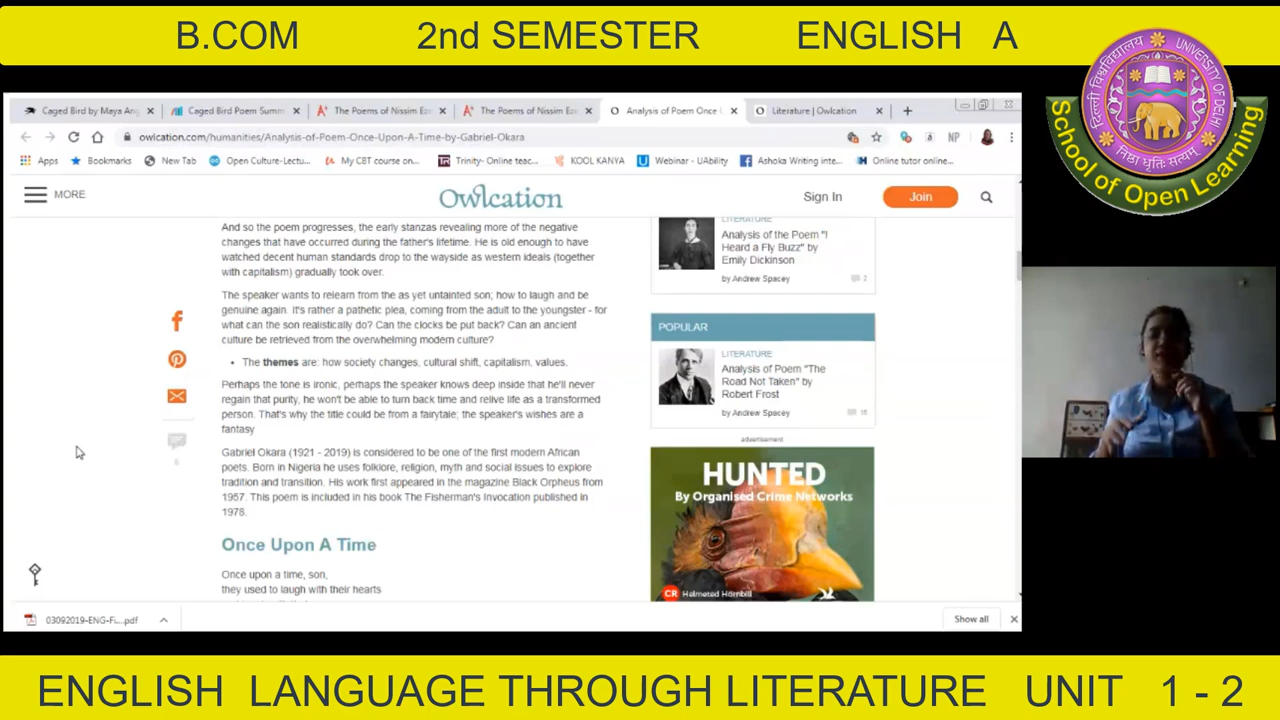 B.COM 2nd SEMESTER ENGLISH A
दिल्ली विश्वविद्यालय UNIVERSITY OF DELHI
निष्ठा धृतिः सत्यम्
School of Open Learning
Caged Bird by Maya Ang
Caged Bird Poem Summ
The Poems of Nissim Eze
The Poems of Nissim Eze
Analysis of Poem Once U
Literature | Owlcation
owlcation.com/humanities/Analysis-of-Poem-Once-Upon-A-Time-by-Gabriel-Okara
NP
Apps Bookmarks New Tab Open Culture-Lectu... My CBT course on... Trinity- Online teac... KOOL KANYA Webinar - UAbility Ashoka Writing inte... Online tutor online...
MORE
Owlcation
Sign In
Join
And so the poem progresses, the early stanzas revealing more of the negative
changes that have occurred during the father's lifetime. He is old enough to have
watched decent human standards drop to the wayside as western ideals (together
with capitalism) gradually took over.
The speaker wants to relearn from the as yet untainted son; how to laugh and be
genuine again. It's rather a pathetic plea, coming from the adult to the youngster - for
what can the son realistically do? Can the clocks be put back? Can an ancient
culture be retrieved from the overwhelming modern culture?
• The themes are: how society changes, cultural shift, capitalism, values.
Perhaps the tone is ironic, perhaps the speaker knows deep inside that he'll never
regain that purity, he won't be able to turn back time and relive life as a transformed
person. That's why the title could be from a fairytale; the speaker's wishes are a
fantasy
Gabriel Okara (1921 - 2019) is considered to be one of the first modern African
poets. Born in Nigeria he uses folklore, religion, myth and social issues to explore
tradition and transition. His work first appeared in the magazine Black Orpheus from
1957. This poem is included in his book The Fisherman's Invocation published in
1978.
Once Upon A Time
Once upon a time, son,
they used to laugh with their hearts
LITERATURE
Analysis of the Poem "I
Heard a Fly Buzz" by
Emily Dickinson
by Andrew Spacey
2
POPULAR
LITERATURE
Analysis of Poem "The
Road Not Taken" by
Robert Frost
by Andrew Spacey
advertisement
HUNTED
By Organised Crime Networks
CR Helmeted Hornbill
03092019-ENG-Fi....pdf
Show all
ENGLISH LANGUAGE THROUGH LITERATURE UNIT 1 - 2